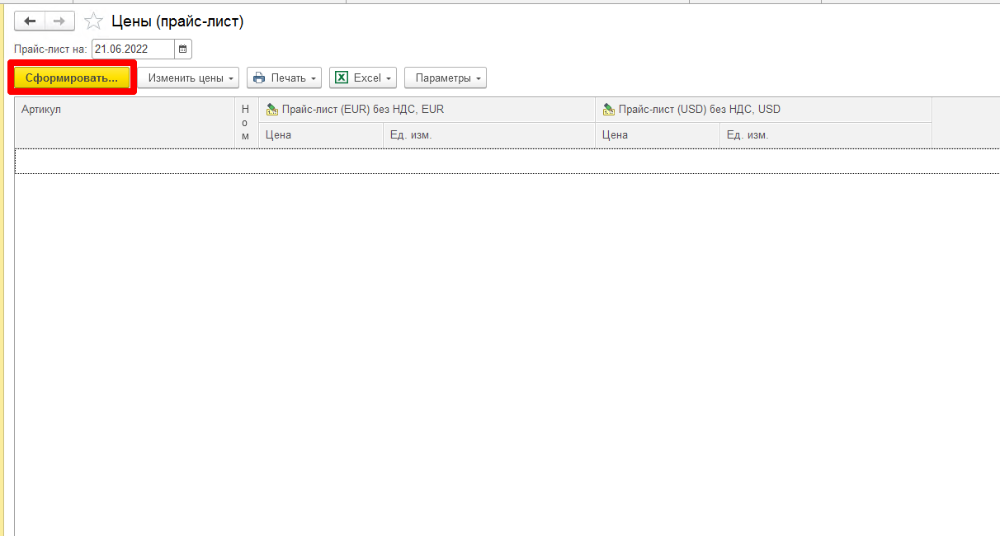 Цены (прайс-лист)
Прайс-лист на: 21.06.2022
Сформировать... Изменить цены Печать Excel Параметры
Артикул Ном Прайс-лист (EUR) без НДС, EUR Прайс-лист (USD) без НДС, USD
Цена Ед. изм. Цена Ед. изм.